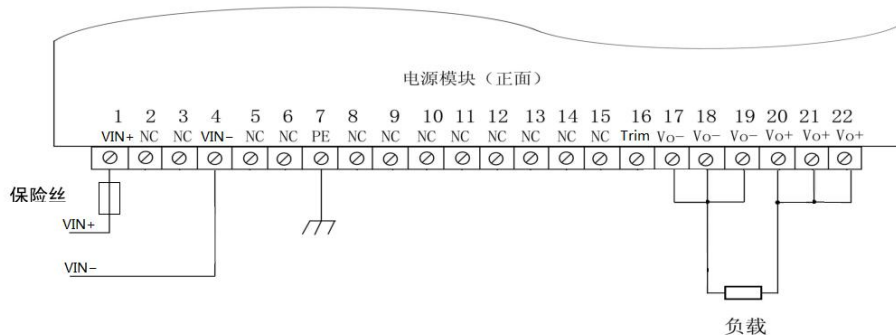 电源模块（正面）
1 2 3 4 5 6 7 8 9 10 11 12 13 14 15 16 17 18 19 20 21 22
VIN+ NC NC VIN- NC NC PE NC NC NC NC NC NC NC NC Trim Vo- Vo- Vo- Vo+ Vo+ Vo+
保险丝
VIN+
VIN-
负载